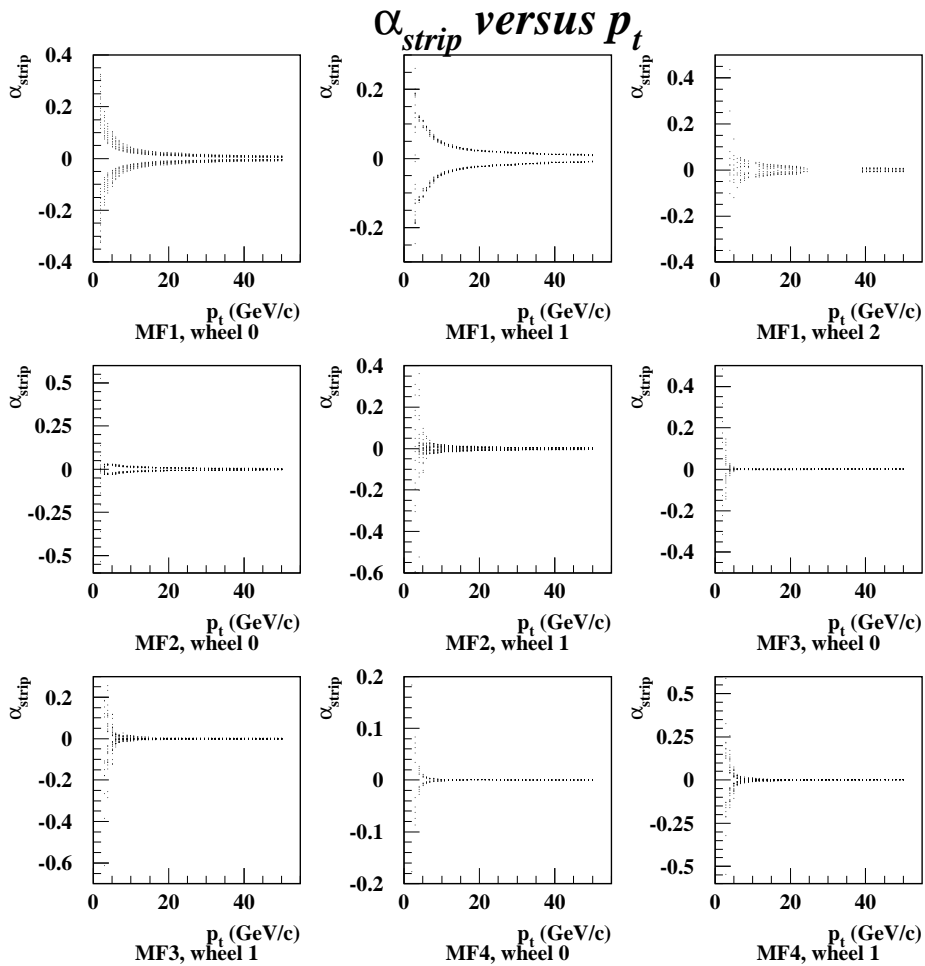 α_strip versus p_t
α_strip
0.4
0.2
0
-0.2
-0.4
0 20 40
p_t (GeV/c)
MF1, wheel 0
α_strip
0.2
0
-0.2
0 20 40
p_t (GeV/c)
MF1, wheel 1
α_strip
0.4
0.2
0
-0.2
-0.4
0 20 40
p_t (GeV/c)
MF1, wheel 2
α_strip
0.5
0.25
0
-0.25
-0.5
0 20 40
p_t (GeV/c)
MF2, wheel 0
α_strip
0.4
0.2
0
-0.2
-0.4
-0.6
0 20 40
p_t (GeV/c)
MF2, wheel 1
α_strip
0.4
0.2
0
-0.2
-0.4
0 20 40
p_t (GeV/c)
MF3, wheel 0
α_strip
0.2
0
-0.2
-0.4
-0.6
0 20 40
p_t (GeV/c)
MF3, wheel 1
α_strip
0.2
0.1
0
-0.1
-0.2
0 20 40
p_t (GeV/c)
MF4, wheel 0
α_strip
0.5
0.25
0
-0.25
-0.5
0 20 40
p_t (GeV/c)
MF4, wheel 1